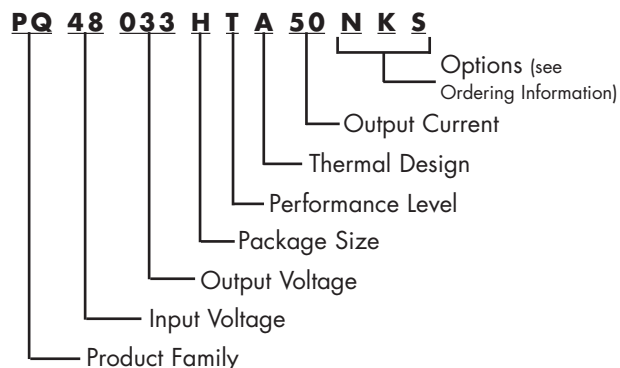 PQ 48 033 H T A 50 N K S
Options (see
Ordering Information)
Output Current
Thermal Design
Performance Level
Package Size
Output Voltage
Input Voltage
Product Family